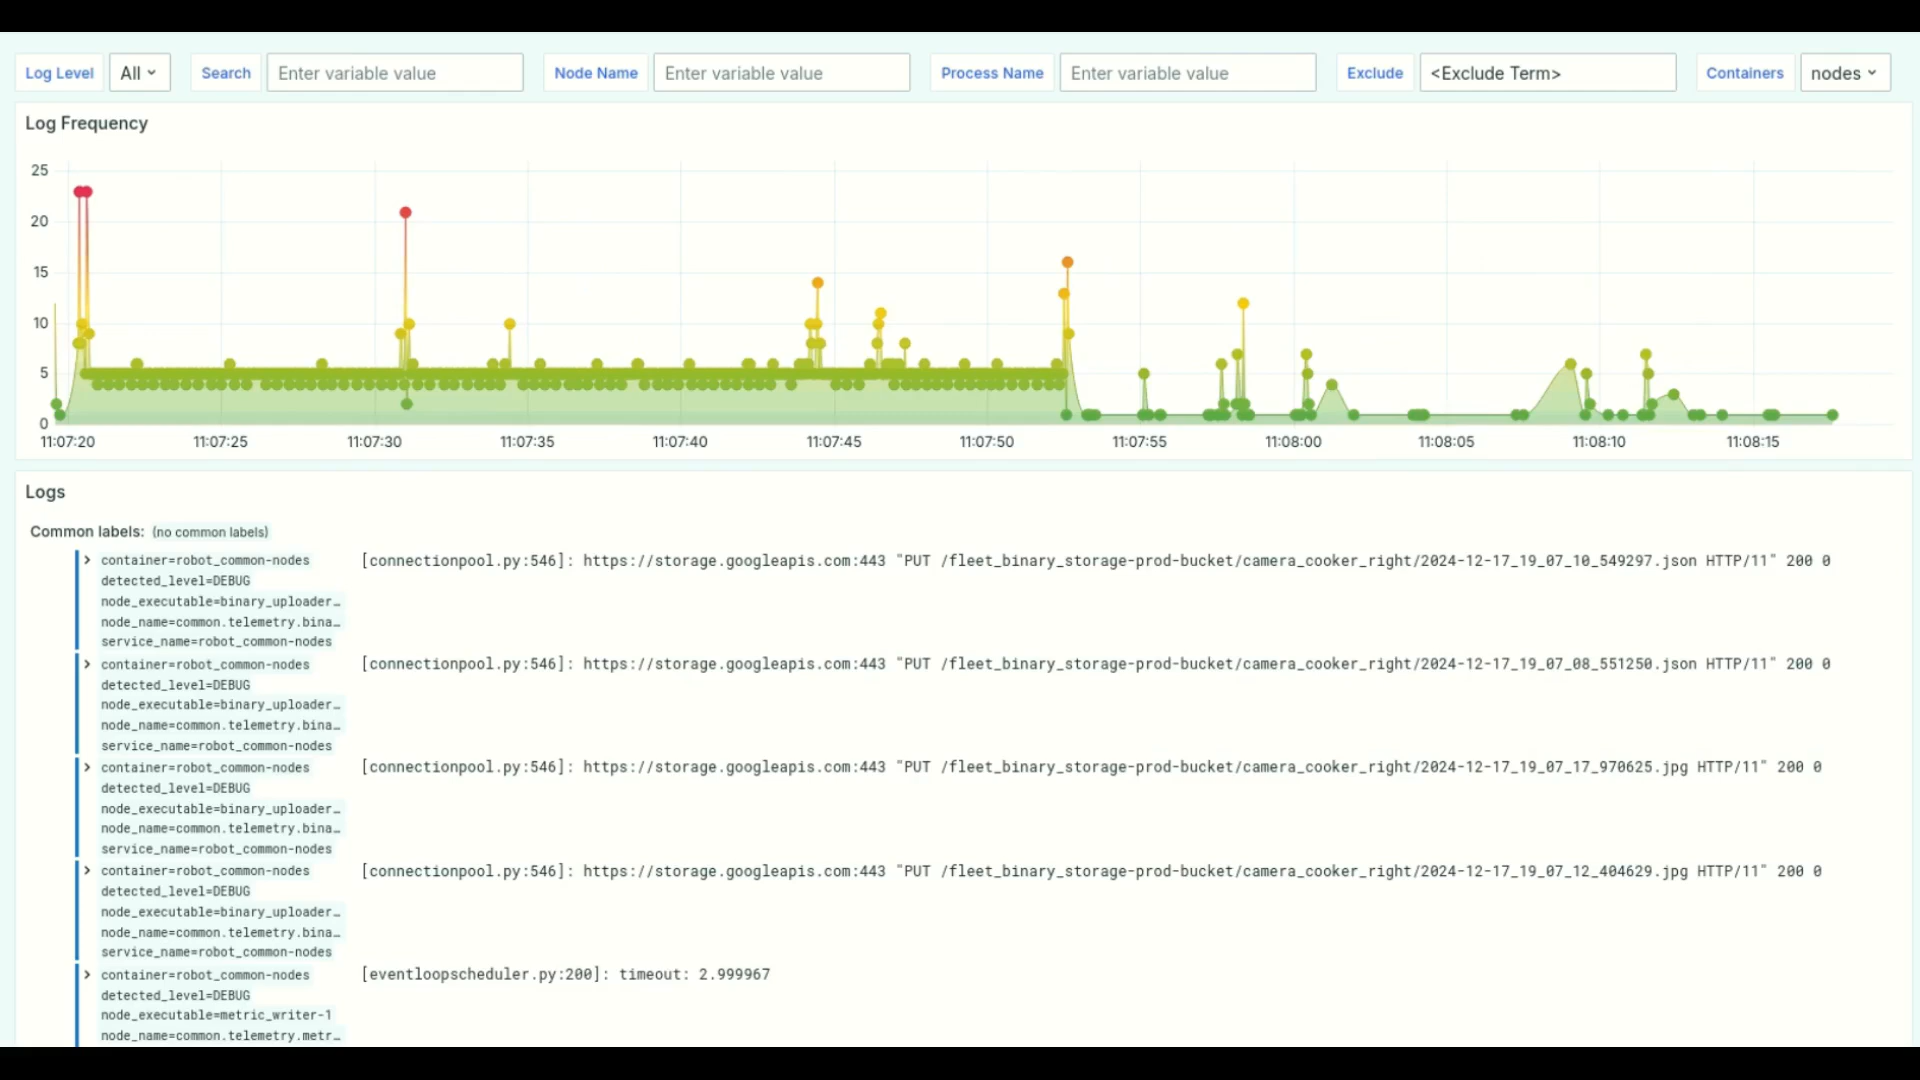 Log Level All Search Enter variable value Node Name Enter variable value Process Name Enter variable value Exclude <Exclude Term> Containers nodes
Log Frequency
25
20
15
10
5
0
11:07:20 11:07:25 11:07:30 11:07:35 11:07:40 11:07:45 11:07:50 11:07:55 11:08:00 11:08:05 11:08:10 11:08:15
Logs
Common labels: (no common labels)
container=robot_common-nodes [connectionpool.py:546]: https://storage.googleapis.com:443 "PUT /fleet_binary_storage-prod-bucket/camera_cooker_right/2024-12-17_19_07_10_549297.json HTTP/11" 200 0
detected_level=DEBUG
node_executable=binary_uploader…
node_name=common.telemetry.bina…
service_name=robot_common-nodes
container=robot_common-nodes [connectionpool.py:546]: https://storage.googleapis.com:443 "PUT /fleet_binary_storage-prod-bucket/camera_cooker_right/2024-12-17_19_07_08_551250.json HTTP/11" 200 0
detected_level=DEBUG
node_executable=binary_uploader…
node_name=common.telemetry.bina…
service_name=robot_common-nodes
container=robot_common-nodes [connectionpool.py:546]: https://storage.googleapis.com:443 "PUT /fleet_binary_storage-prod-bucket/camera_cooker_right/2024-12-17_19_07_17_970625.jpg HTTP/11" 200 0
detected_level=DEBUG
node_executable=binary_uploader…
node_name=common.telemetry.bina…
service_name=robot_common-nodes
container=robot_common-nodes [connectionpool.py:546]: https://storage.googleapis.com:443 "PUT /fleet_binary_storage-prod-bucket/camera_cooker_right/2024-12-17_19_07_12_404629.jpg HTTP/11" 200 0
detected_level=DEBUG
node_executable=binary_uploader…
node_name=common.telemetry.bina…
service_name=robot_common-nodes
container=robot_common-nodes [eventloopscheduler.py:200]: timeout: 2.999967
detected_level=DEBUG
node_executable=metric_writer-1
node_name=common.telemetry.metr…